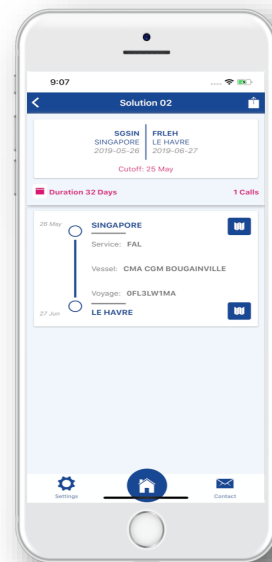 9:07
Solution 02
SGSIN FRLEH
SINGAPORE LE HAVRE
2019-05-26 2019-06-27
Cutoff: 25 May
Duration 32 Days 1 Calls
26 May SINGAPORE
Service: FAL
Vessel: CMA CGM BOUGAINVILLE
Voyage: 0FL3LW1MA
27 Jun LE HAVRE
Settings Contact